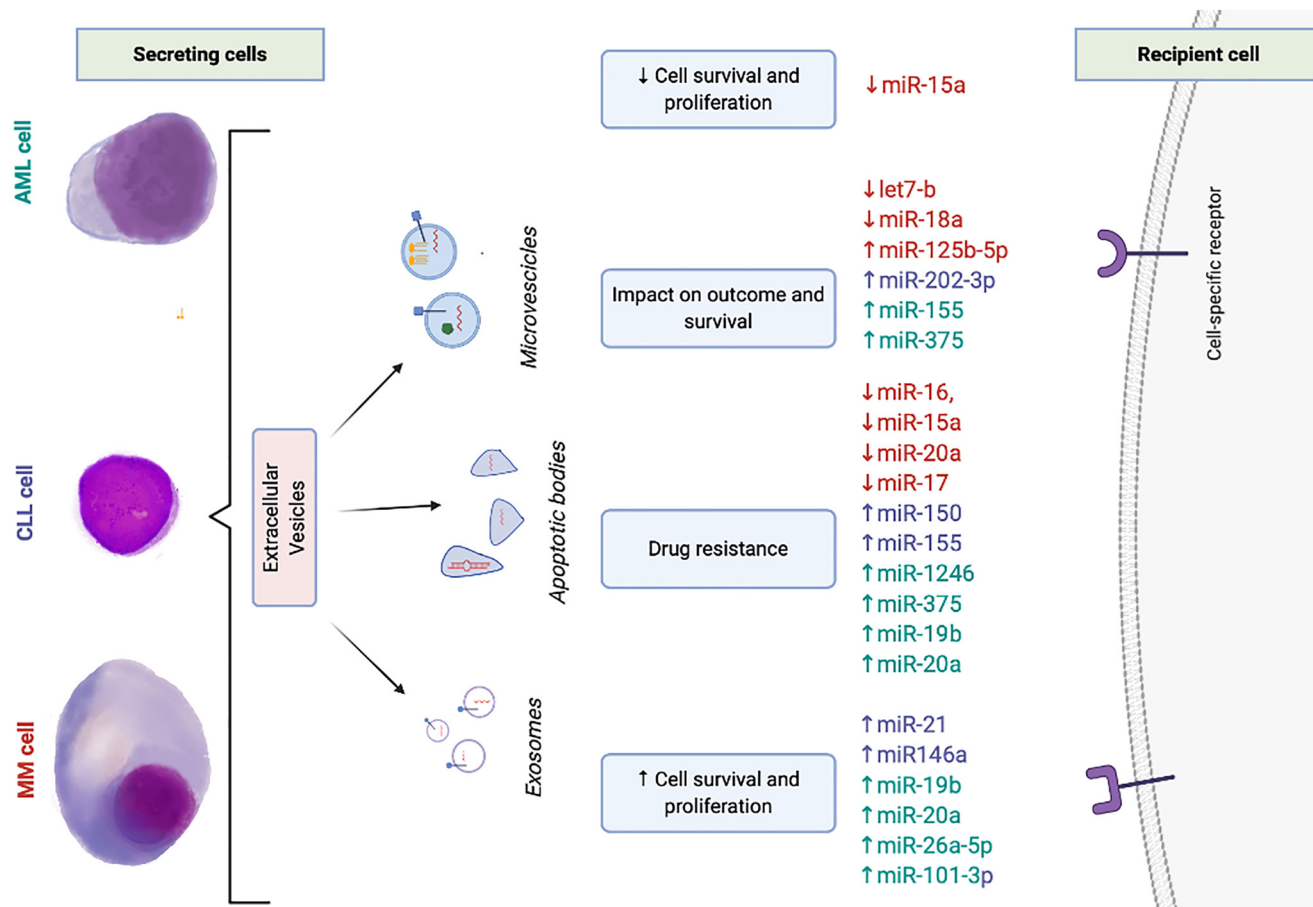 Secreting cells
AML cell
CLL cell
MM cell
Extracellular
Vesicles
Microvescicles
Apoptotic bodies
Exosomes
↓ Cell survival and
proliferation
↓miR-15a
Impact on outcome and
survival
↓let7-b
↓miR-18a
↑miR-125b-5p
↑miR-202-3p
↑miR-155
↑miR-375
Drug resistance
↓miR-16,
↓miR-15a
↓miR-20a
↓miR-17
↑miR-150
↑miR-155
↑miR-1246
↑miR-375
↑miR-19b
↑miR-20a
↑ Cell survival and
proliferation
↑miR-21
↑miR146a
↑miR-19b
↑miR-20a
↑miR-26a-5p
↑miR-101-3p
Recipient cell
Cell-specific receptor